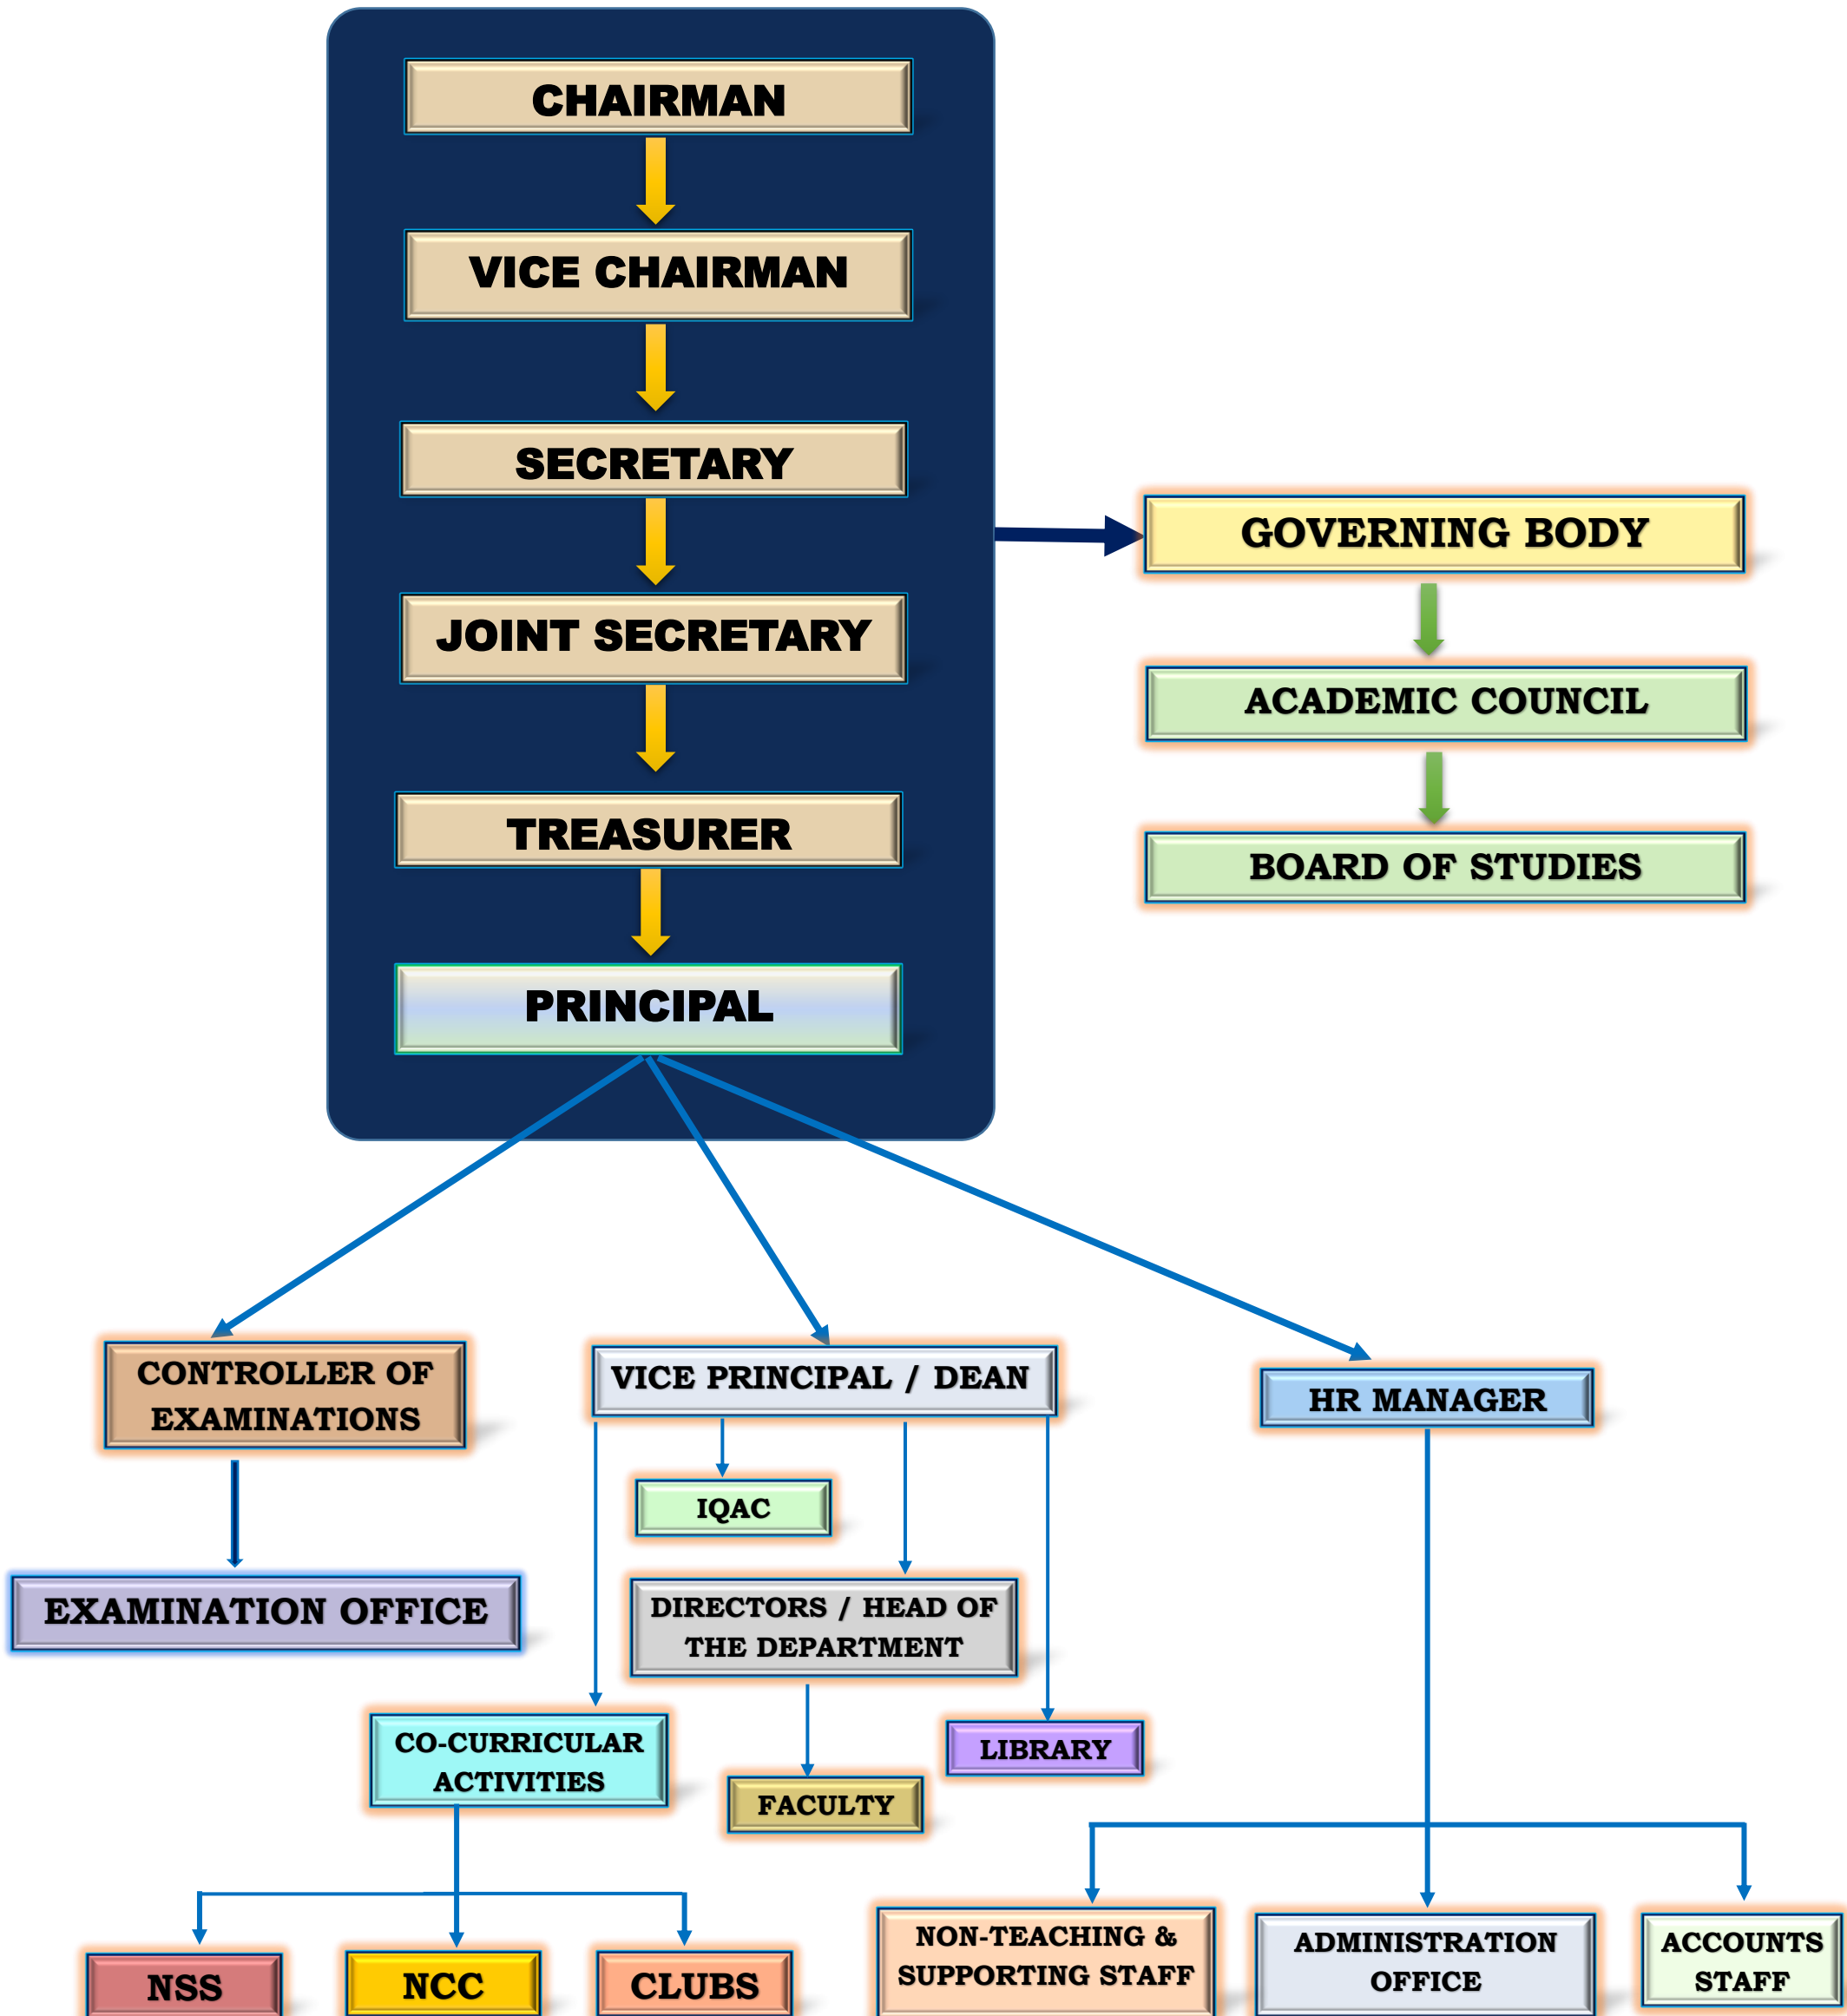 CHAIRMAN
VICE CHAIRMAN
SECRETARY
JOINT SECRETARY
TREASURER
PRINCIPAL
GOVERNING BODY
ACADEMIC COUNCIL
BOARD OF STUDIES
CONTROLLER OF
EXAMINATIONS
EXAMINATION OFFICE
VICE PRINCIPAL / DEAN
IQAC
DIRECTORS / HEAD OF
THE DEPARTMENT
CO-CURRICULAR
ACTIVITIES
FACULTY
LIBRARY
HR MANAGER
NSS
NCC
CLUBS
NON-TEACHING &
SUPPORTING STAFF
ADMINISTRATION
OFFICE
ACCOUNTS
STAFF